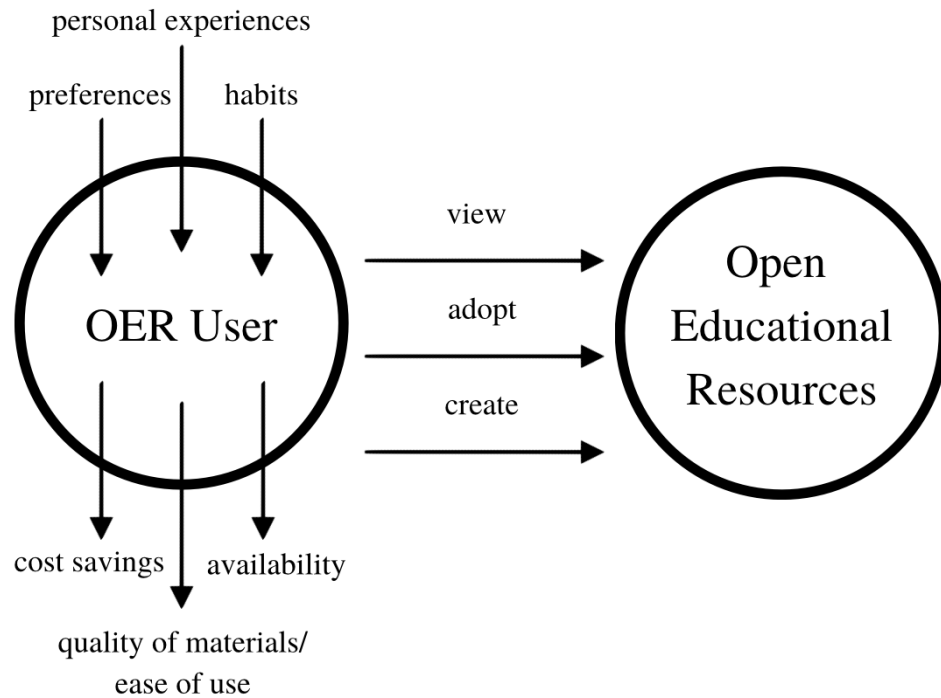 personal experiences
preferences
habits
OER User
cost savings
availability
quality of materials/
ease of use
view
adopt
create
Open
Educational
Resources